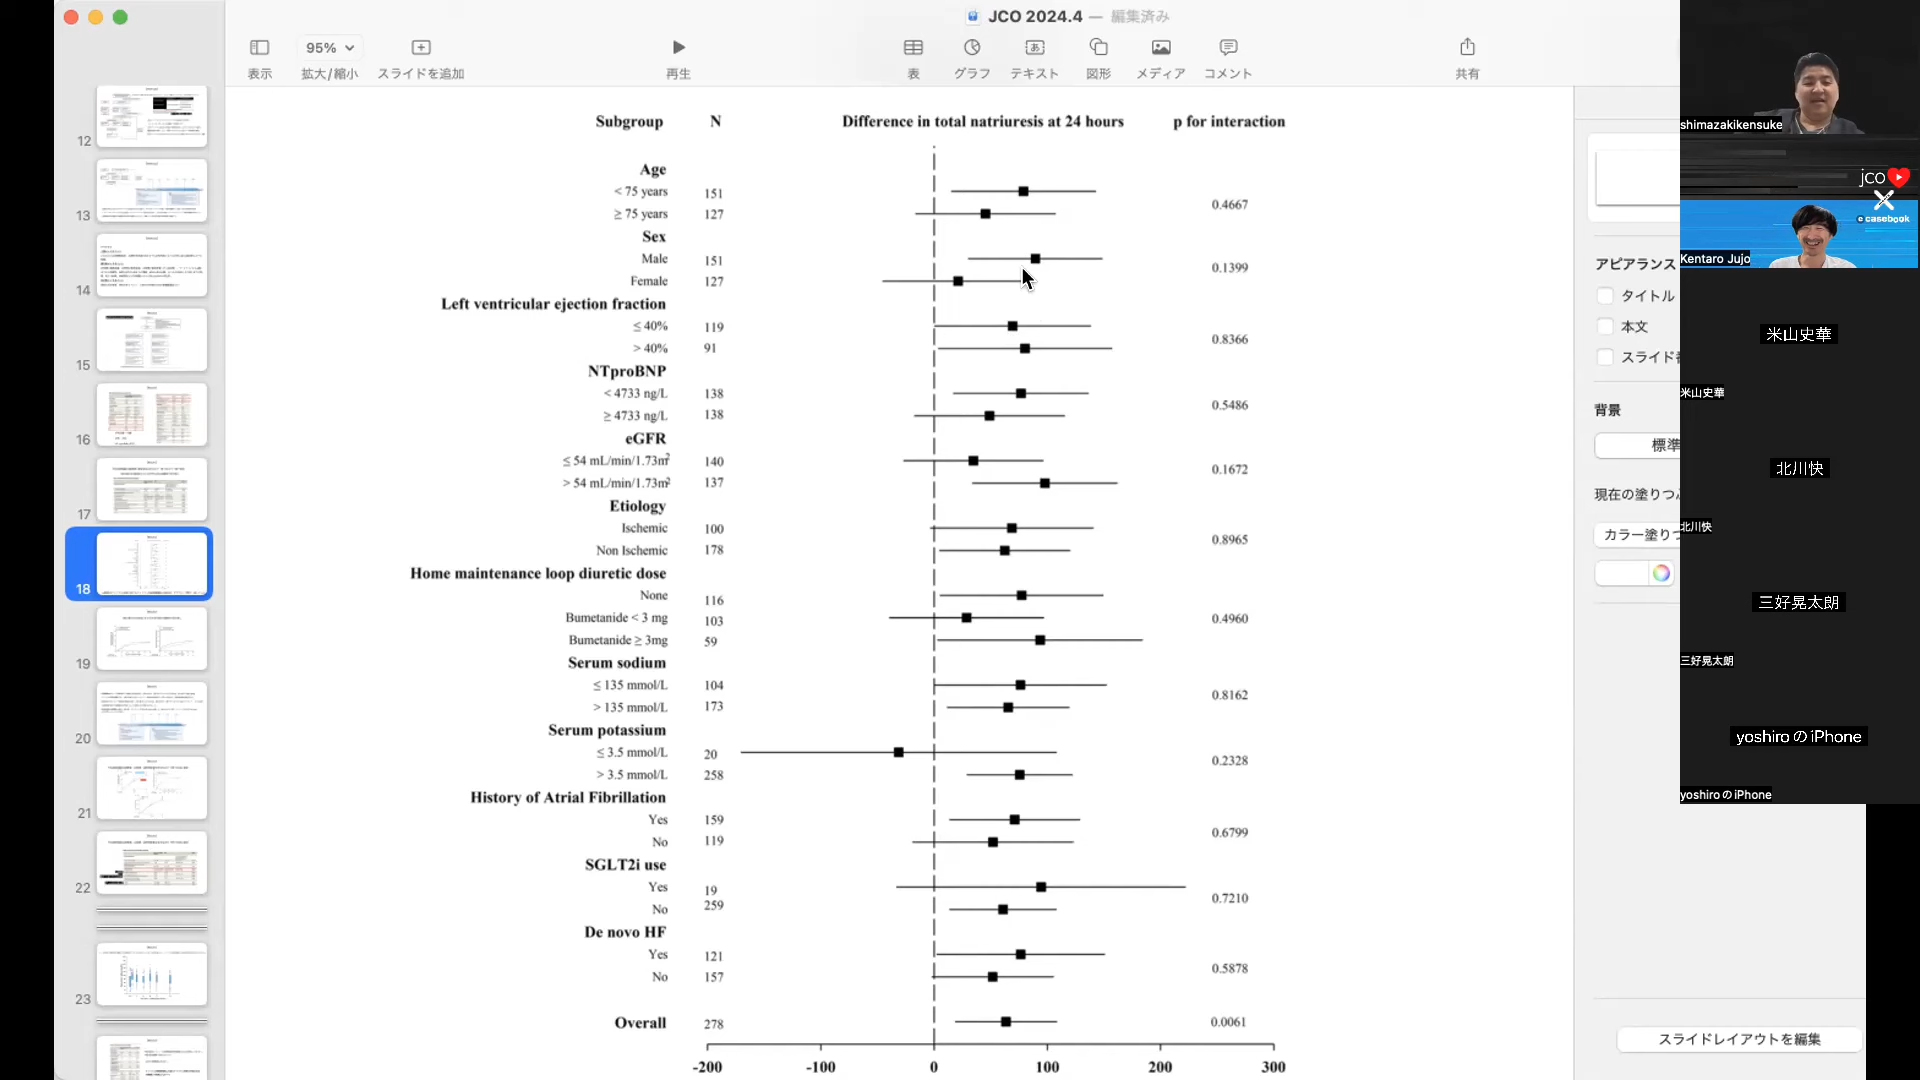 JCO 2024.4 — 編集済み
95%
表示
拡大/縮小
スライドを追加
再生
表
グラフ
テキスト
図形
メディア
コメント
共有
12
13
14
15
16
17
18
19
20
21
22
23
Subgroup N Difference in total natriuresis at 24 hours p for interaction
Age
< 75 years 151
≥ 75 years 127
0.4667
Sex
Male 151
Female 127
0.1399
Left ventricular ejection fraction
≤ 40% 119
> 40% 91
0.8366
NTproBNP
< 4733 ng/L 138
≥ 4733 ng/L 138
0.5486
eGFR
≤ 54 mL/min/1.73m² 140
> 54 mL/min/1.73m² 137
0.1672
Etiology
Ischemic 100
Non Ischemic 178
0.8965
Home maintenance loop diuretic dose
None 116
Bumetanide < 3 mg 103
Bumetanide ≥ 3mg 59
0.4960
Serum sodium
≤ 135 mmol/L 104
> 135 mmol/L 173
0.8162
Serum potassium
≤ 3.5 mmol/L 20
> 3.5 mmol/L 258
0.2328
History of Atrial Fibrillation
Yes 159
No 119
0.6799
SGLT2i use
Yes 19
No 259
0.7210
De novo HF
Yes 121
No 157
0.5878
Overall 278 0.0061
-200 -100 0 100 200 300
アピアランス
タイトル
本文
スライド
背景
標準
現在の塗りつ
カラー塗りつ
スライドレイアウトを編集
shimazakikensuke
JCO
e casebook
Kentaro Jujo
米山史華
米山史華
北川快
北川快
三好晃太朗
三好晃太朗
yoshiro の iPhone
yoshiro の iPhone